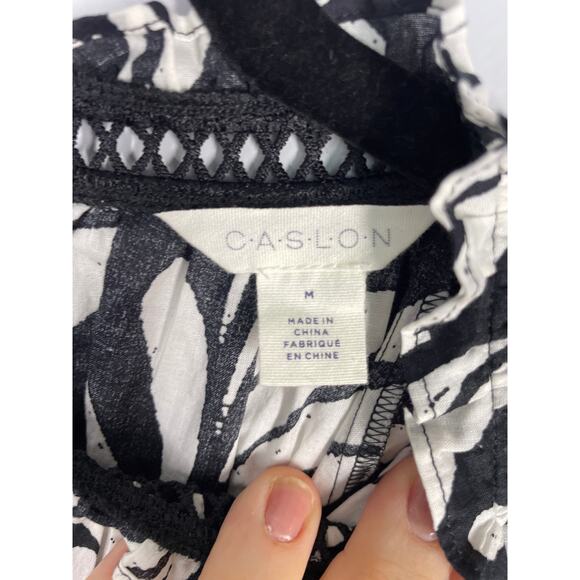 C·A·S·L·O·N
M
MADE IN
CHINA
FABRIQUÉ
EN CHINE